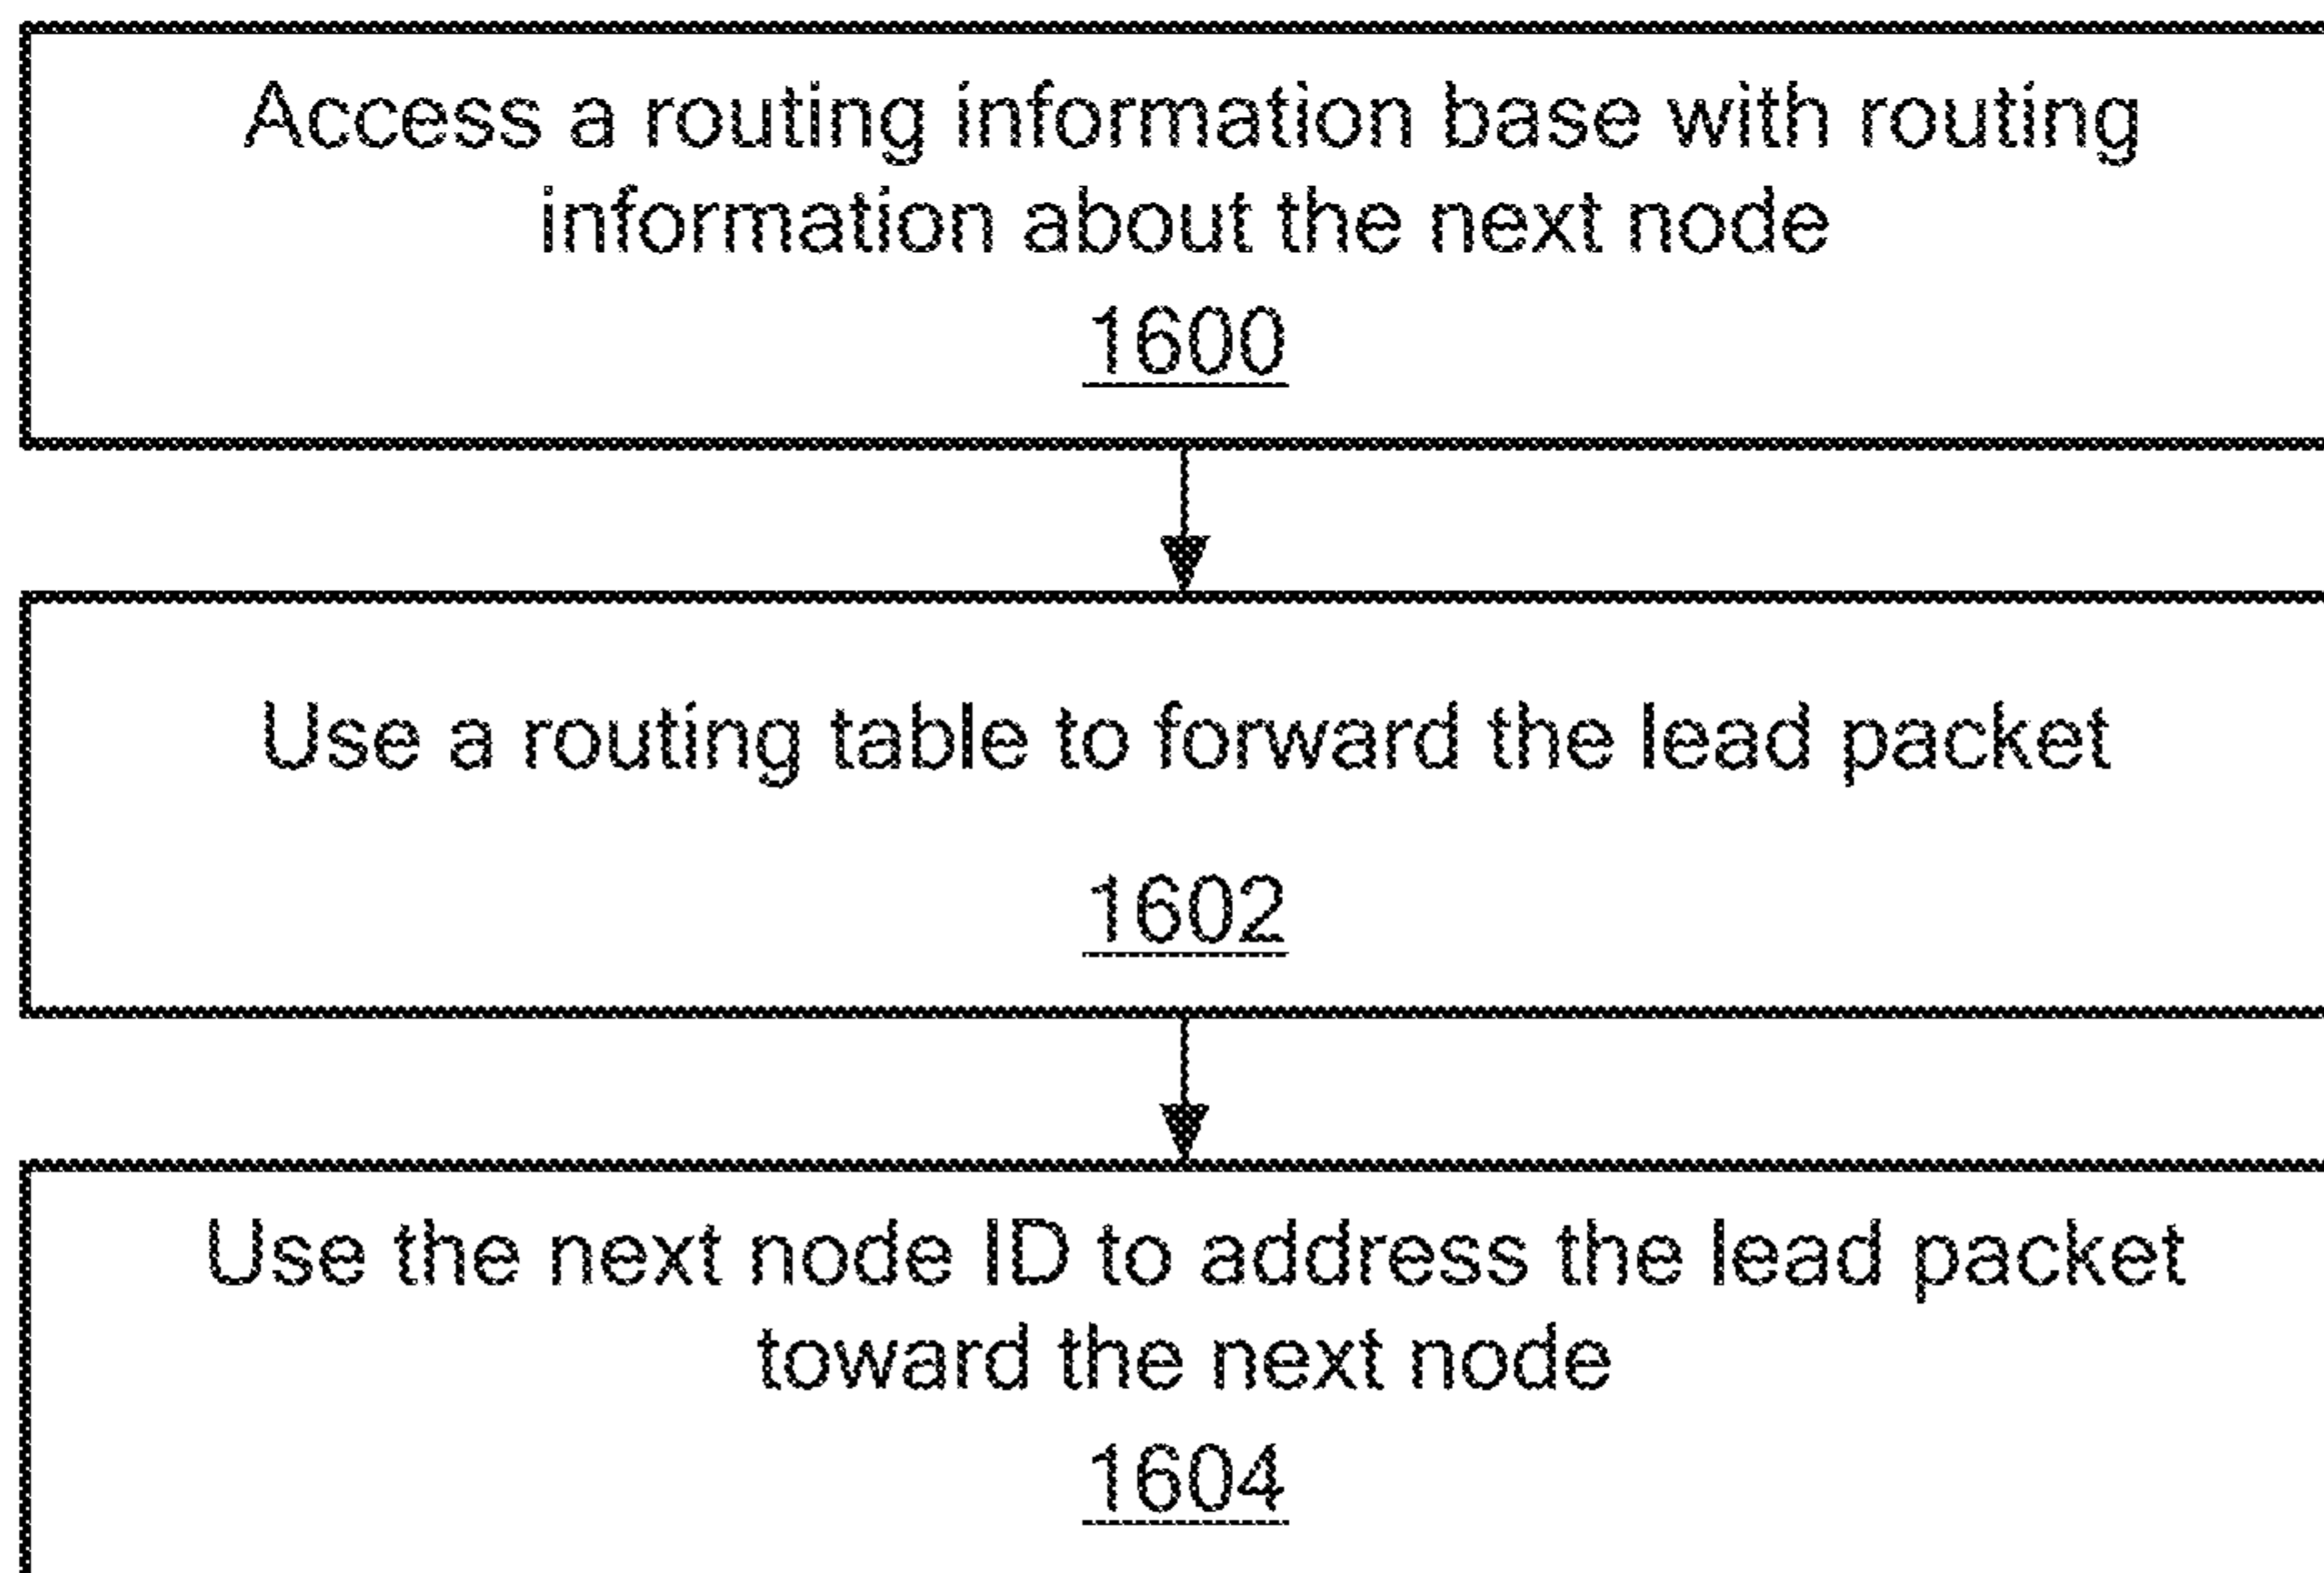 Access a routing information base with routing
information about the next node
1600
Use a routing table to forward the lead packet
1602
Use the next node ID to address the lead packet
toward the next node
1604